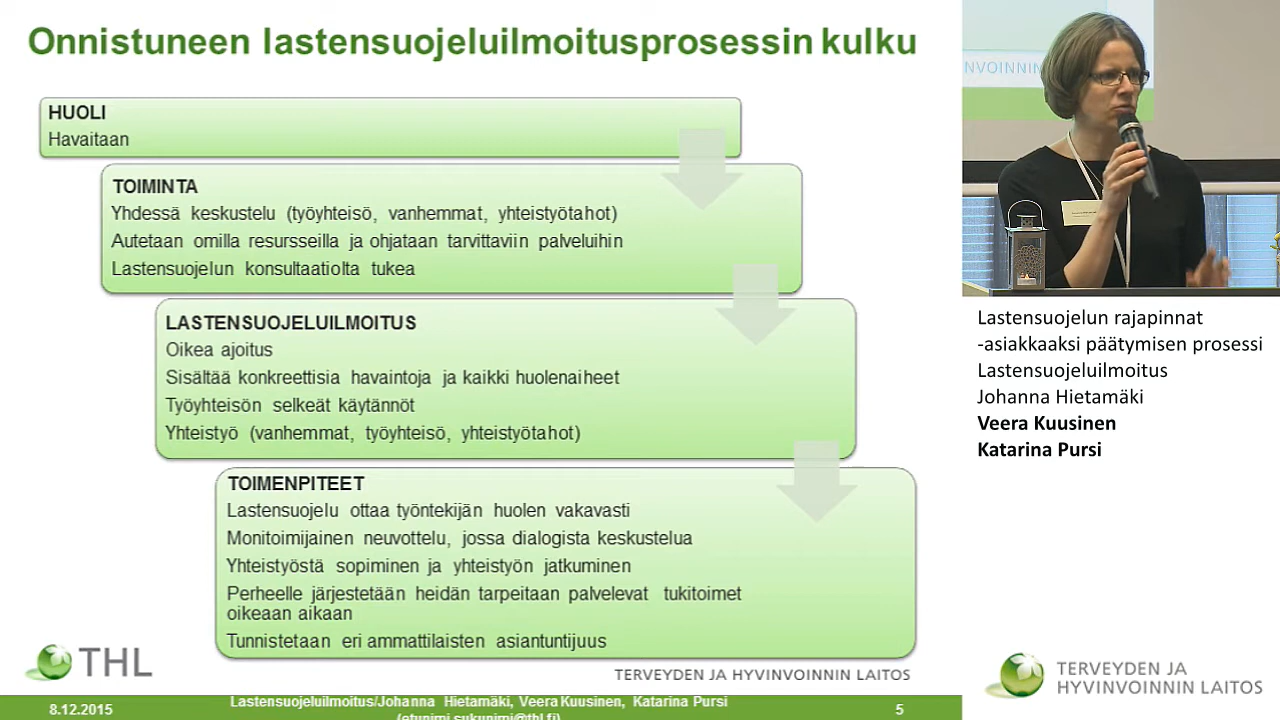 Onnistuneen lastensuojeluilmoitusprosessin kulku
HUOLI
Havaitaan
TOIMINTA
Yhdessä keskustelu (työyhteisö, vanhemmat, yhteistyötahot)
Autetaan omilla resursseilla ja ohjataan tarvittaviin palveluihin
Lastensuojelun konsultaatiolta tukea
LASTENSUOJELUILMOITUS
Oikea ajoitus
Sisältää konkreettisia havaintoja ja kaikki huolenaiheet
Työyhteisön selkeät käytännöt
Yhteistyö (vanhemmat, työyhteisö, yhteistyötahot)
TOIMENPITEET
Lastensuojelu ottaa työntekijän huolen vakavasti
Monitoimijainen neuvottelu, jossa dialogista keskustelua
Yhteistyöstä sopiminen ja yhteistyön jatkuminen
Perheelle järjestetään heidän tarpeitaan palvelevat tukitoimet
oikeaan aikaan
Tunnistetaan eri ammattilaisten asiantuntijuus
THL
TERVEYDEN JA HYVINVOINNIN LAITOS
8.12.2015
Lastensuojeluilmoitus/Johanna Hietamäki, Veera Kuusinen, Katarina Pursi
(etunimi.sukunimi@thl.fi)
5
NVOINNIN
Lastensuojelun rajapinnat
-asiakkaaksi päätymisen prosessi
Lastensuojeluilmoitus
Johanna Hietamäki
Veera Kuusinen
Katarina Pursi
TERVEYDEN JA
HYVINVOINNIN LAITOS